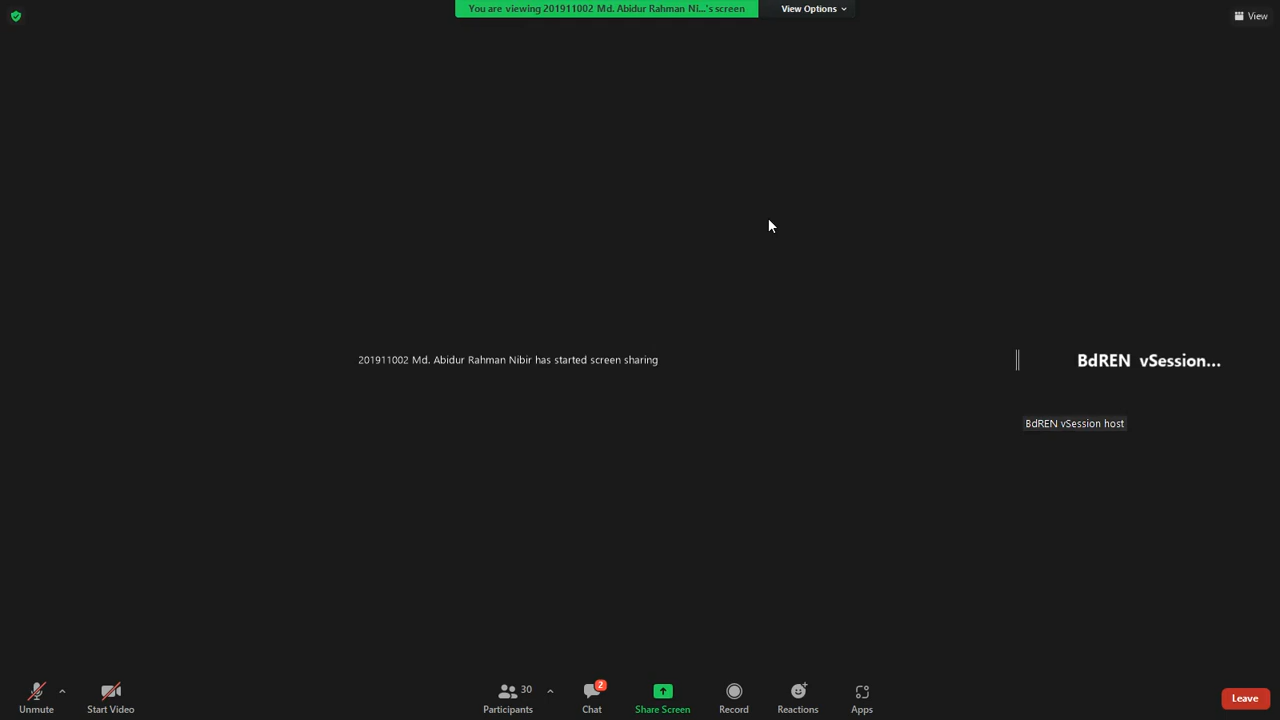 You are viewing 201911002 Md. Abidur Rahman Ni...'s screen
View Options
View
201911002 Md. Abidur Rahman Nibir has started screen sharing
BdREN vSession...
BdREN vSession host
30
2
Unmute
Start Video
Participants
Chat
Share Screen
Record
Reactions
Apps
Leave